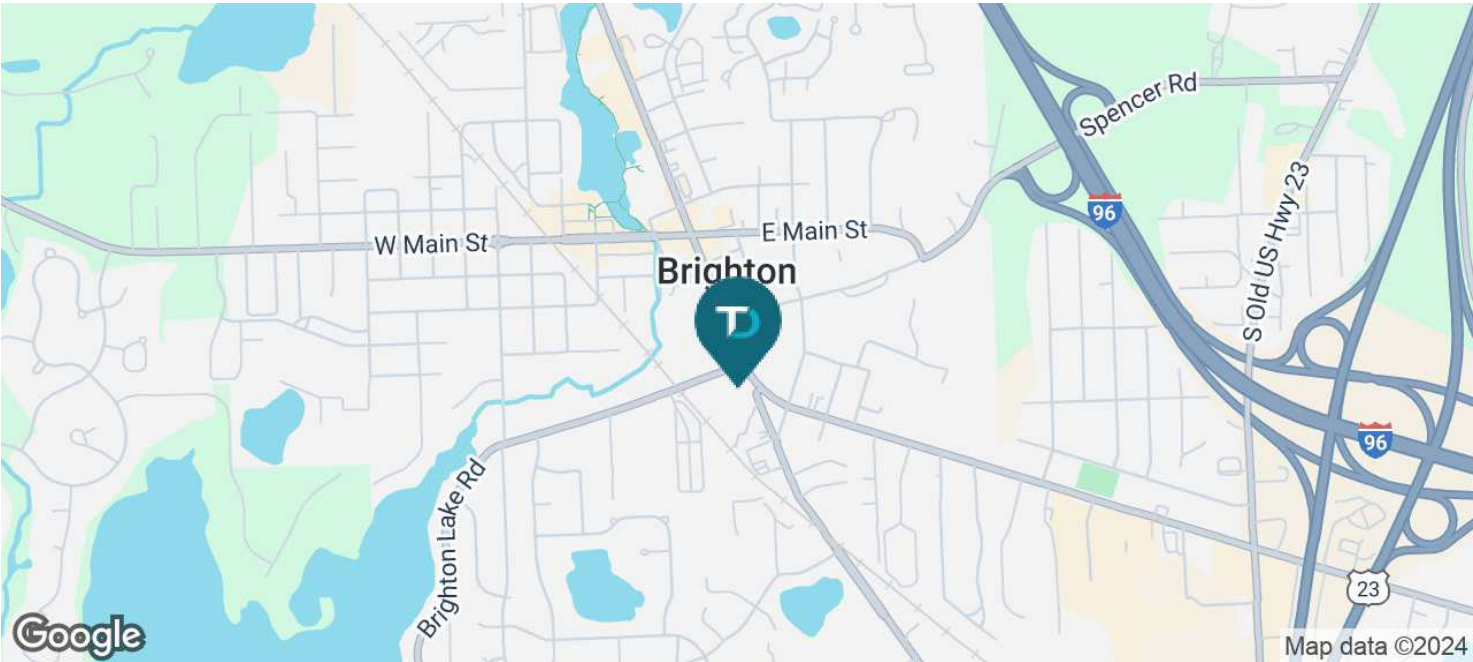 Spencer Rd
96
S Old US Hwy 23
W Main St
E Main St
Brighton
TD
96
Brighton Lake Rd
23
Google
Map data ©2024